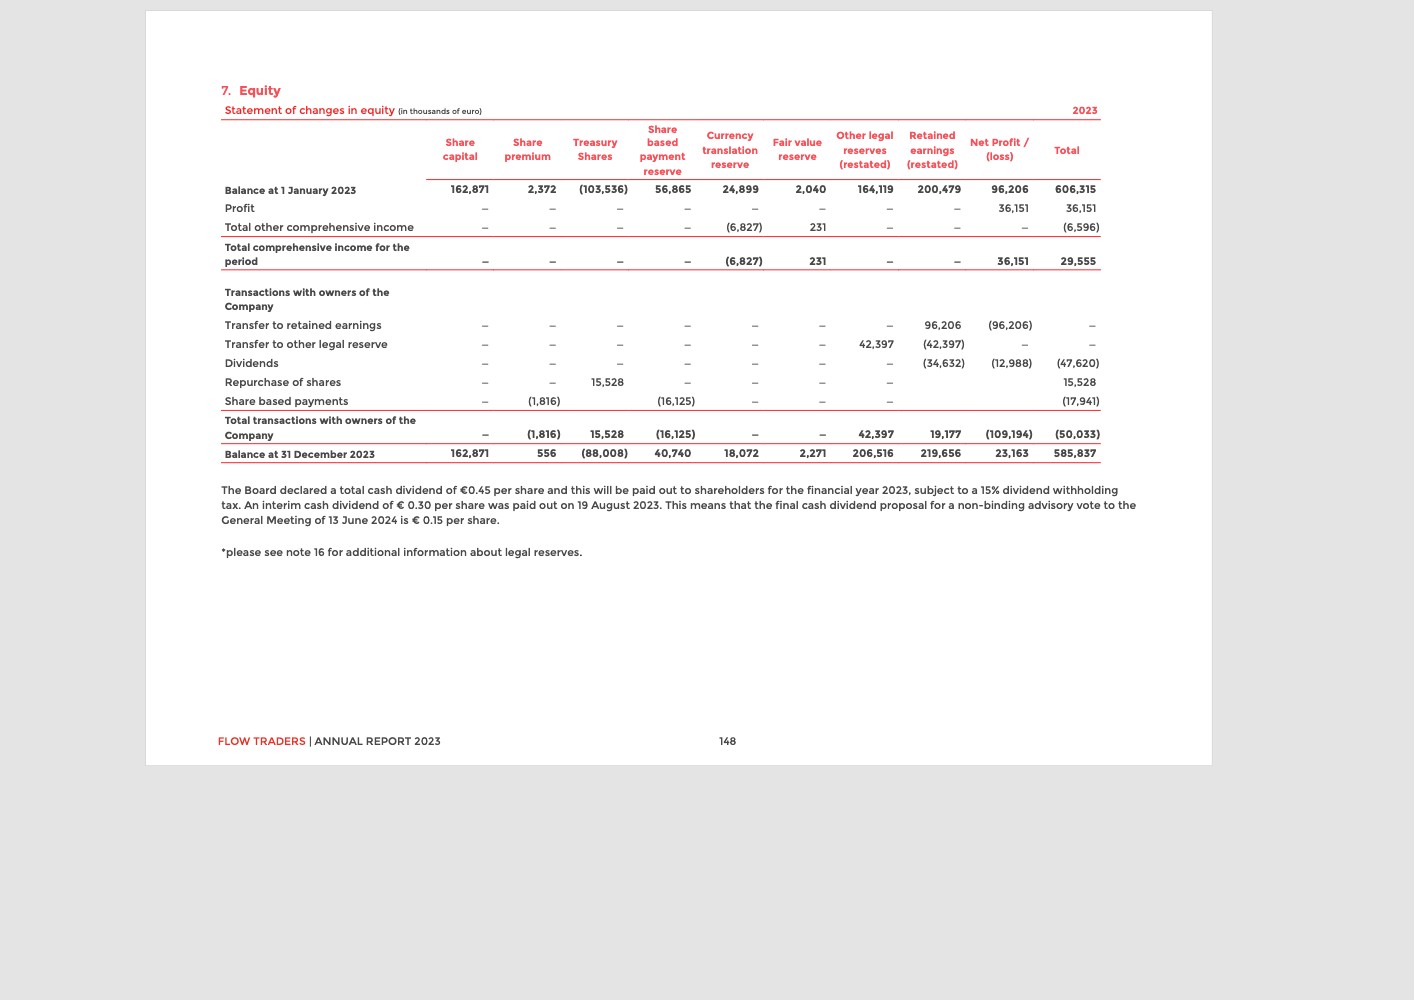 7. Equity
Statement of changes in equity (in thousands of euro) 2023
Share capital Share premium Treasury Shares Share based payment reserve Currency translation reserve Fair value reserve Other legal reserves (restated) Retained earnings (restated) Net Profit / (loss) Total
Balance at 1 January 2023 162,871 2,372 (103,536) 56,865 24,899 2,040 164,119 200,479 96,206 606,315
Profit – – – – – – – – 36,151 36,151
Total other comprehensive income – – – – (6,827) 231 – – – (6,596)
Total comprehensive income for the
period – – – – (6,827) 231 – – 36,151 29,555
Transactions with owners of the
Company
Transfer to retained earnings – – – – – – – 96,206 (96,206) –
Transfer to other legal reserve – – – – – – 42,397 (42,397) – –
Dividends – – – – – – – (34,632) (12,988) (47,620)
Repurchase of shares – – 15,528 – – – – 15,528
Share based payments – (1,816) (16,125) – – – (17,941)
Total transactions with owners of the
Company – (1,816) 15,528 (16,125) – – 42,397 19,177 (109,194) (50,033)
Balance at 31 December 2023 162,871 556 (88,008) 40,740 18,072 2,271 206,516 219,656 23,163 585,837
The Board declared a total cash dividend of €0.45 per share and this will be paid out to shareholders for the financial year 2023, subject to a 15% dividend withholding
tax. An interim cash dividend of € 0.30 per share was paid out on 19 August 2023. This means that the final cash dividend proposal for a non-binding advisory vote to the
General Meeting of 13 June 2024 is € 0.15 per share.
*please see note 16 for additional information about legal reserves.
FLOW TRADERS | ANNUAL REPORT 2023 148